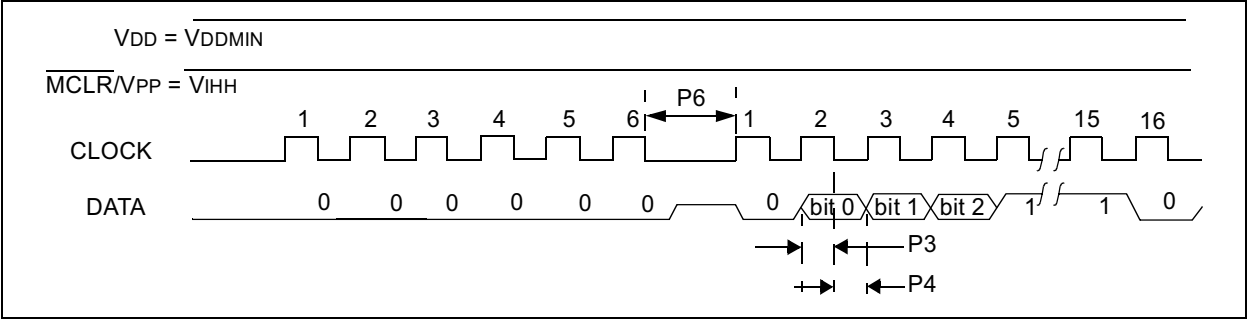 VDD = VDDMIN
MCLR/VPP = VIHH
P6
1 2 3 4 5 6 1 2 3 4 5 15 16
CLOCK
DATA 0 0 0 0 0 0 0 bit 0 bit 1 bit 2 1 1 0
P3
P4